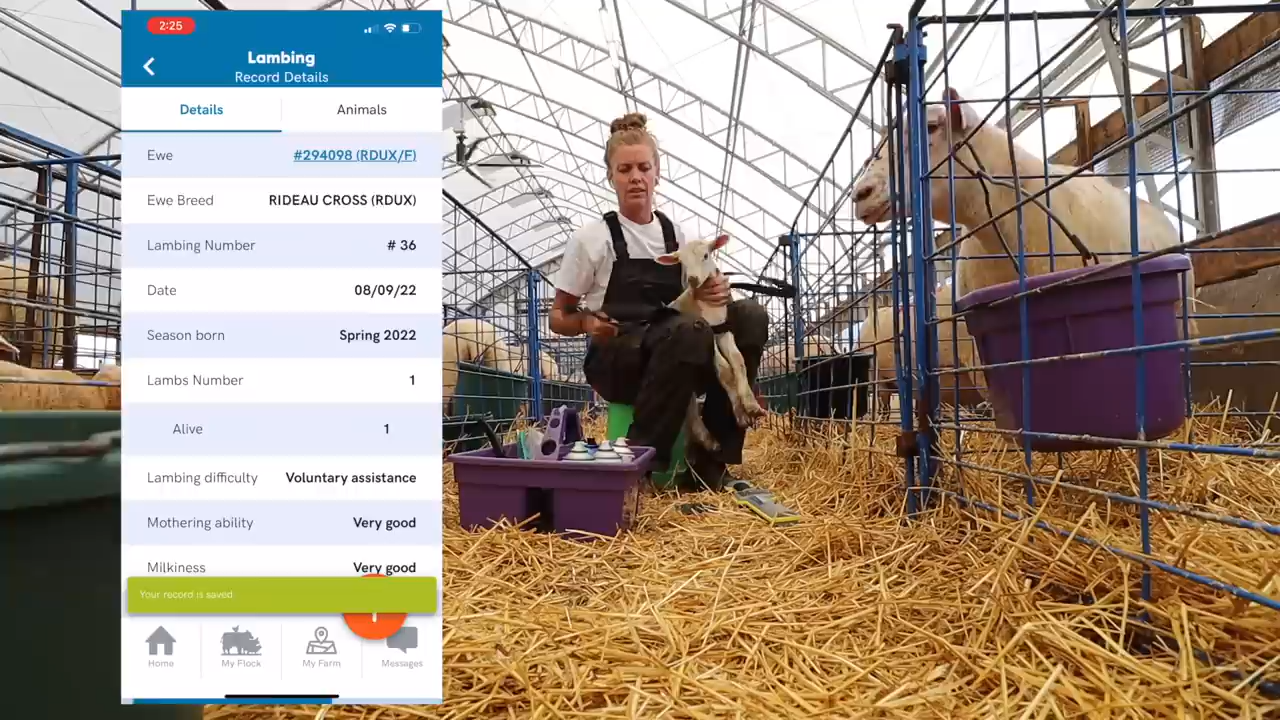 2:25
Lambing
Record Details
Details Animals
Ewe #294098 (RDUX/F)
Ewe Breed RIDEAU CROSS (RDUX)
Lambing Number # 36
Date 08/09/22
Season born Spring 2022
Lambs Number 1
Alive 1
Lambing difficulty Voluntary assistance
Mothering ability Very good
Milkiness Very good
Your record is saved
Home My Flock My Farm Messages